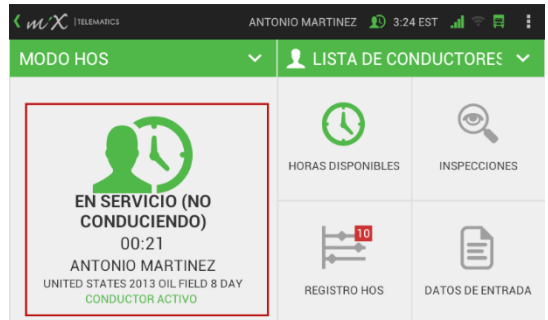 miX | TELEMATICS ANTONIO MARTINEZ 3:24 EST
MODO HOS
LISTA DE CONDUCTORES
EN SERVICIO (NO
CONDUCIENDO)
00:21
ANTONIO MARTINEZ
UNITED STATES 2013 OIL FIELD 8 DAY
CONDUCTOR ACTIVO
HORAS DISPONIBLES
INSPECCIONES
10
REGISTRO HOS
DATOS DE ENTRADA